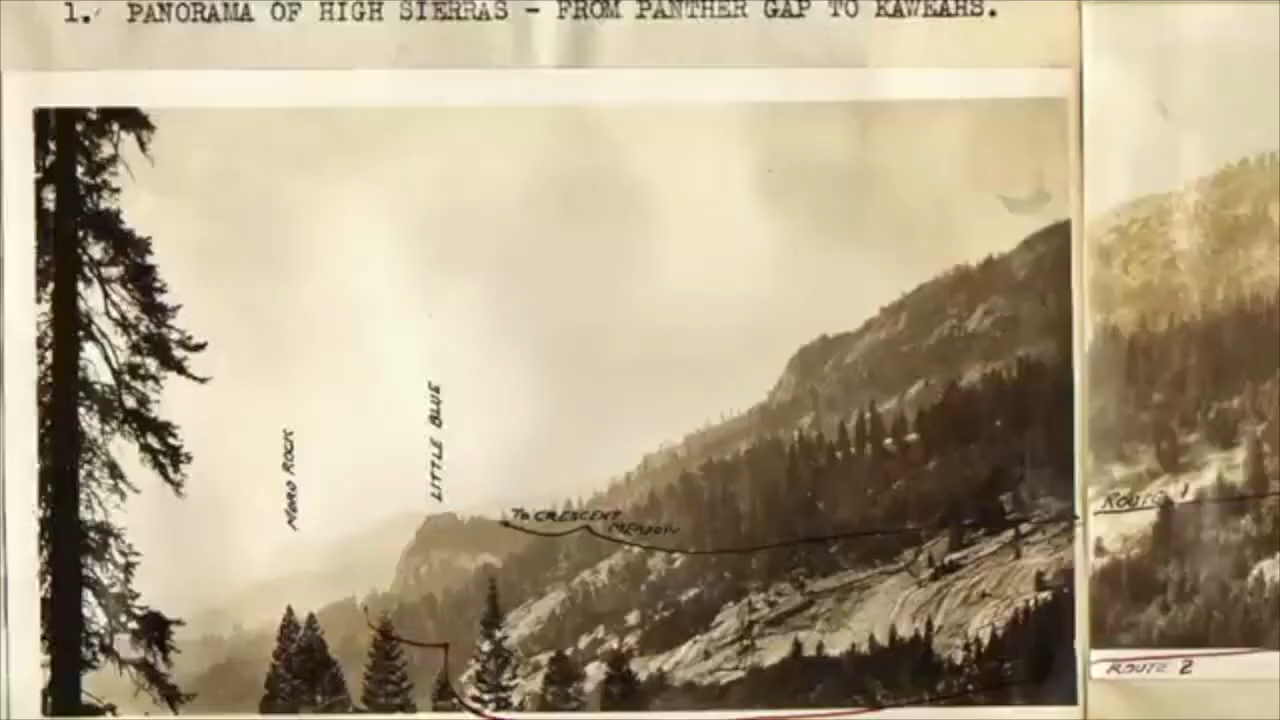 1. PANORAMA OF HIGH SIERRAS - FROM PANTHER GAP TO KAWEAHS.
MORO ROCK
LITTLE BLUE
To CRESCENT
MEADOW
ROUTE 1
ROUTE 2